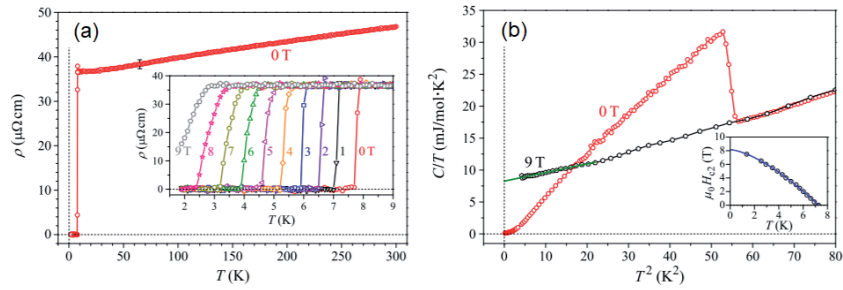 (a)
ρ (μΩ cm)
50
40
30
20
10
0
0 T
ρ (μΩ cm)
40
30
20
10
0
9 T 8 7 6 5 4 3 2 1 0 T
2 3 4 5 6 7 8 9
T (K)
0 50 100 150 200 250 300
T (K)
(b)
C/T (mJ/mol·K²)
35
30
25
20
15
10
5
0
0 T
9 T
μ₀Hc2 (T)
10
8
6
4
2
0
0 2 4 6 8
T (K)
0 10 20 30 40 50 60 70 80
T² (K²)